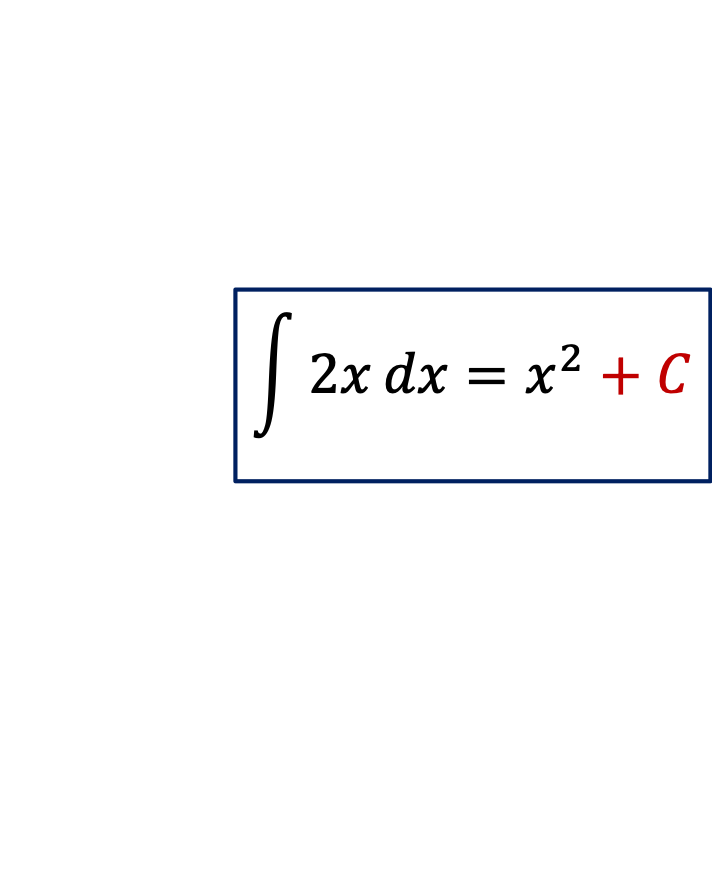 ∫ 2x dx = x² + C